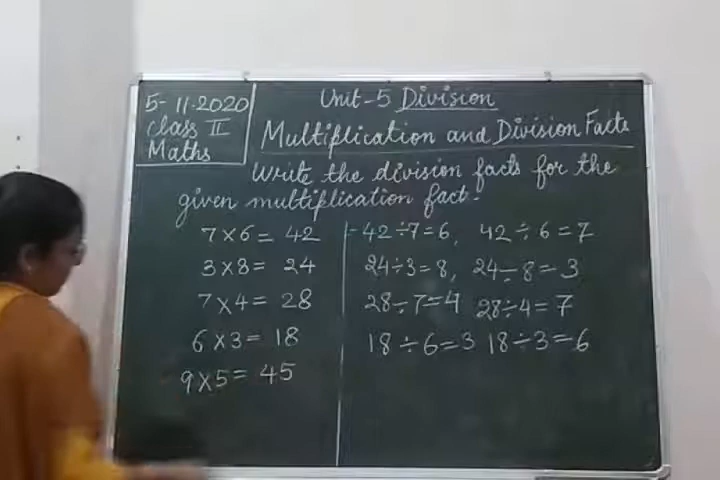 5-11-2020
class II
Maths
Unit-5 Division
Multiplication and Division Facts
Write the division facts for the
given multiplication fact.
7×6= 42 42÷7=6, 42÷6=7
3×8= 24 24÷3=8, 24÷8=3
7×4= 28 28÷7=4 28÷4=7
6×3= 18 18÷6=3 18÷3=6
9×5= 45